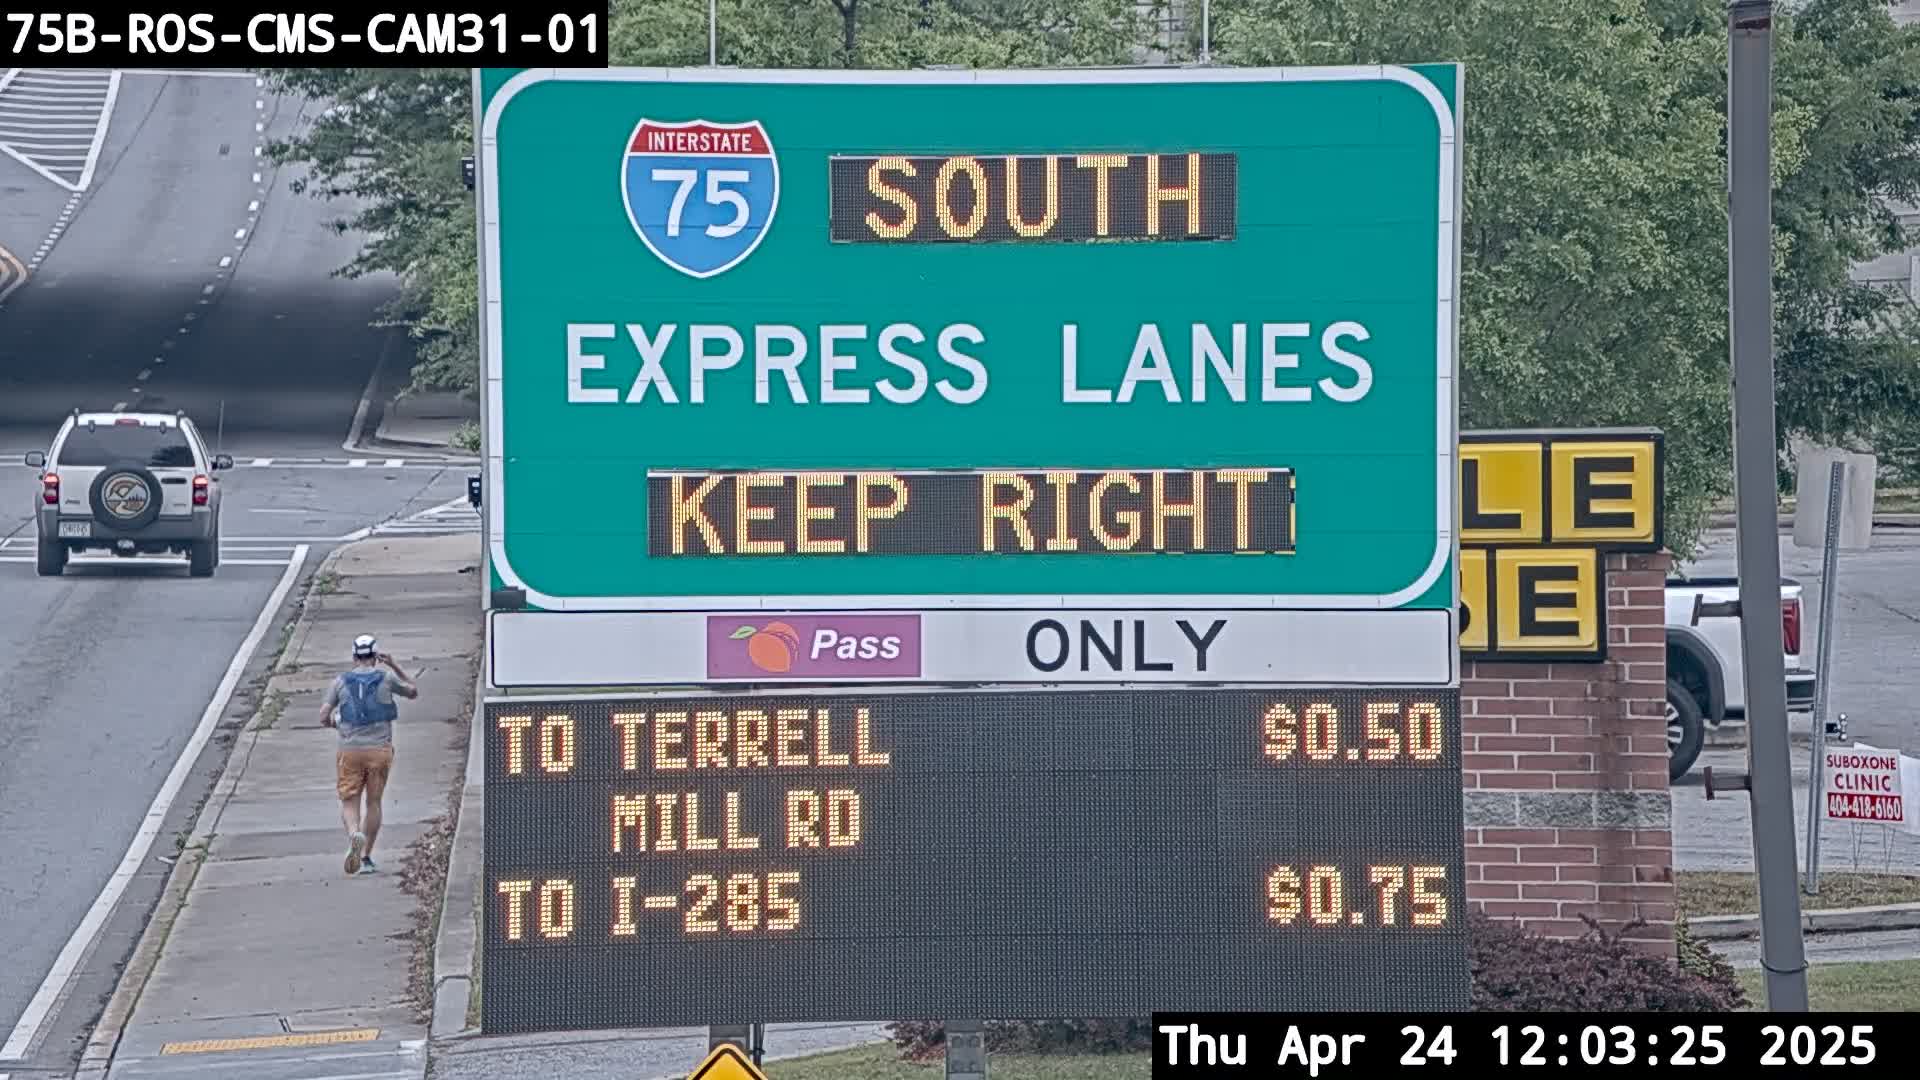 75B-ROS-CMS-CAM31-01
INTERSTATE
75
SOUTH
EXPRESS LANES
KEEP RIGHT
Pass ONLY
TO TERRELL $0.50
MILL RD
TO I-285 $0.75
LE
E
SUBOXONE
CLINIC
404-418-6160
Thu Apr 24 12:03:25 2025